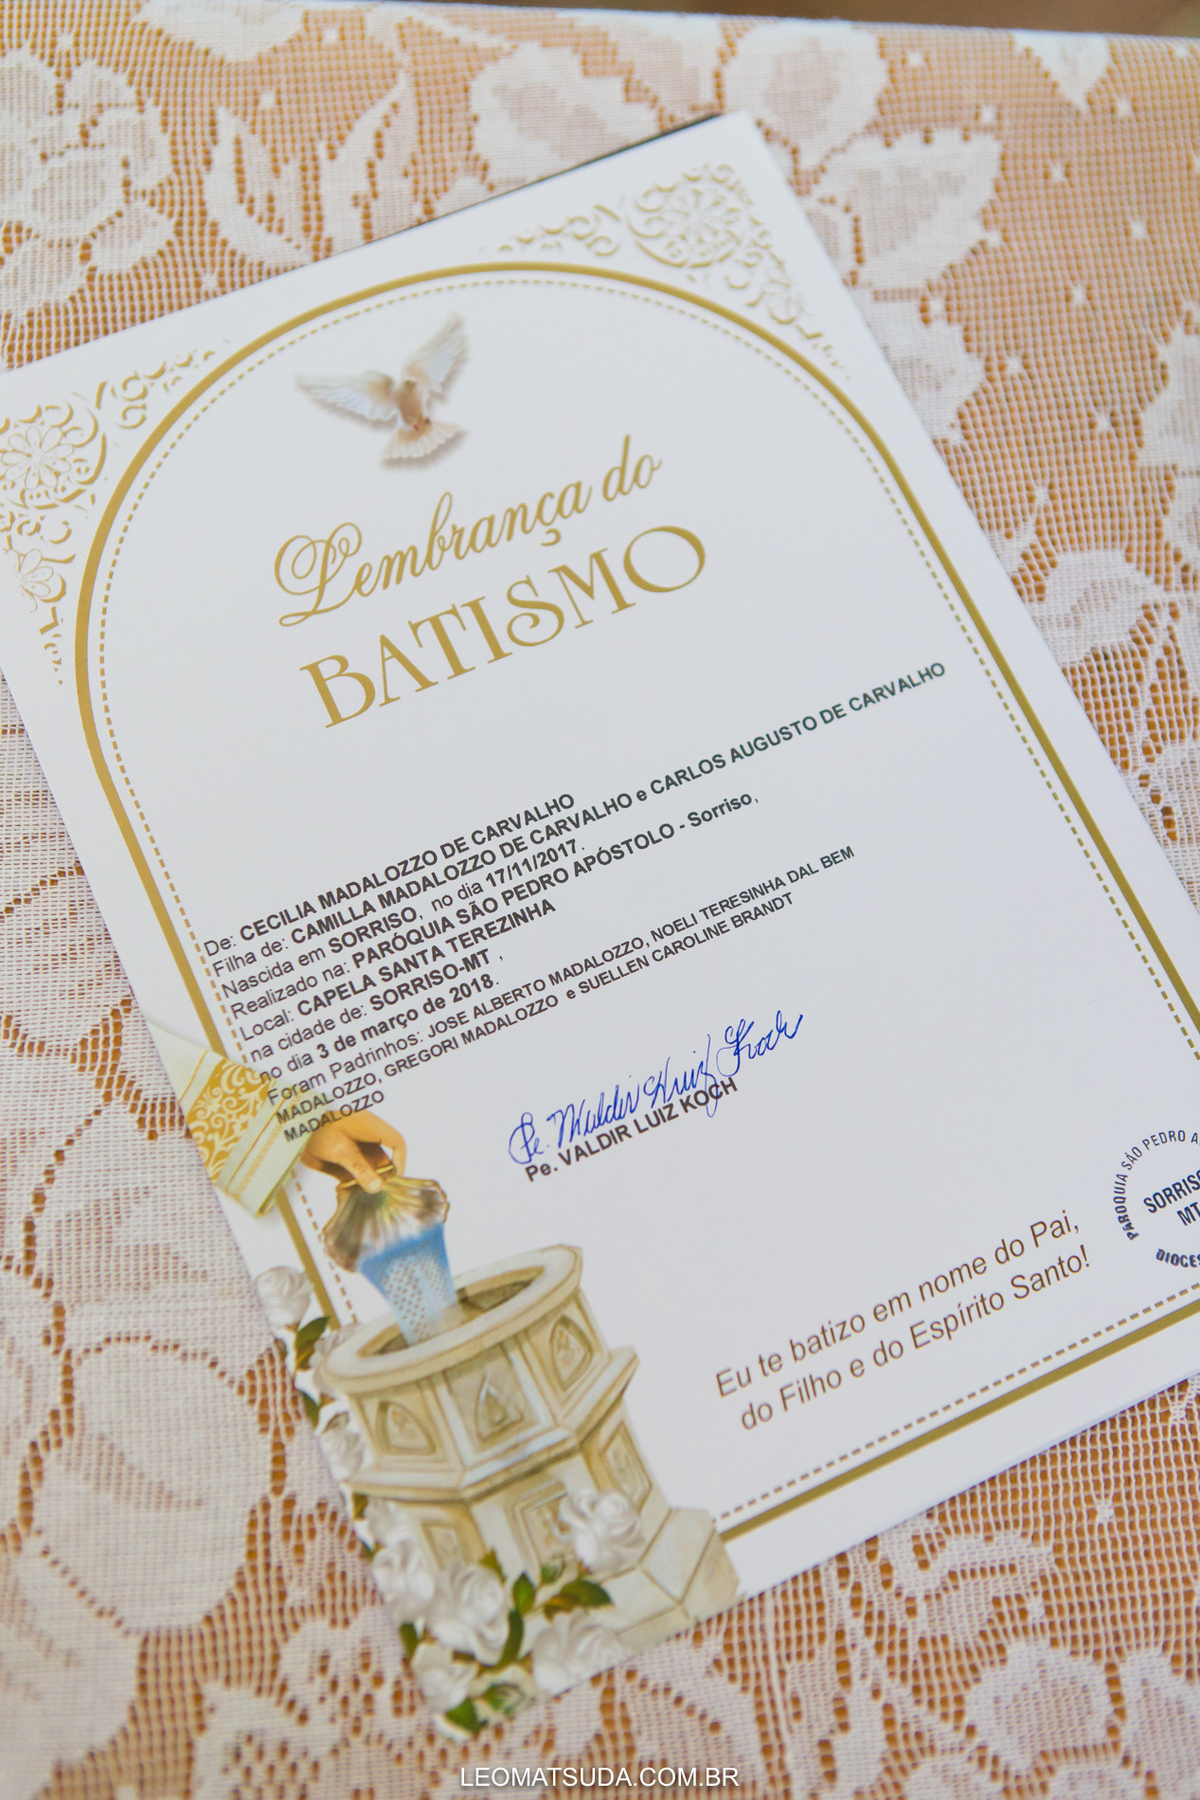 Lembrança do
BATISMO
De: CECILIA MADALOZZO DE CARVALHO
Filha de: CAMILLA MADALOZZO DE CARVALHO e CARLOS AUGUSTO DE CARVALHO
Nascida em SORRISO, no dia 17/11/2017.
Realizado na: PARÓQUIA SÃO PEDRO APÓSTOLO - Sorriso,
Local: CAPELA SANTA TEREZINHA
na cidade de: SORRISO-MT ,
no dia 3 de março de 2018.
Foram Padrinhos: JOSE ALBERTO MADALOZZO, NOELI TERESINHA DAL BEM
MADALOZZO, GREGORI MADALOZZO e SUELLEN CAROLINE BRANDT
MADALOZZO
Pe. Valdir Luiz Koch
Pe. VALDIR LUIZ KOCH
PARÓQUIA SÃO PEDRO
SORRISO
MT
Eu te batizo em nome do Pai,
do Filho e do Espírito Santo!
LEOMATSUDA.COM.BR